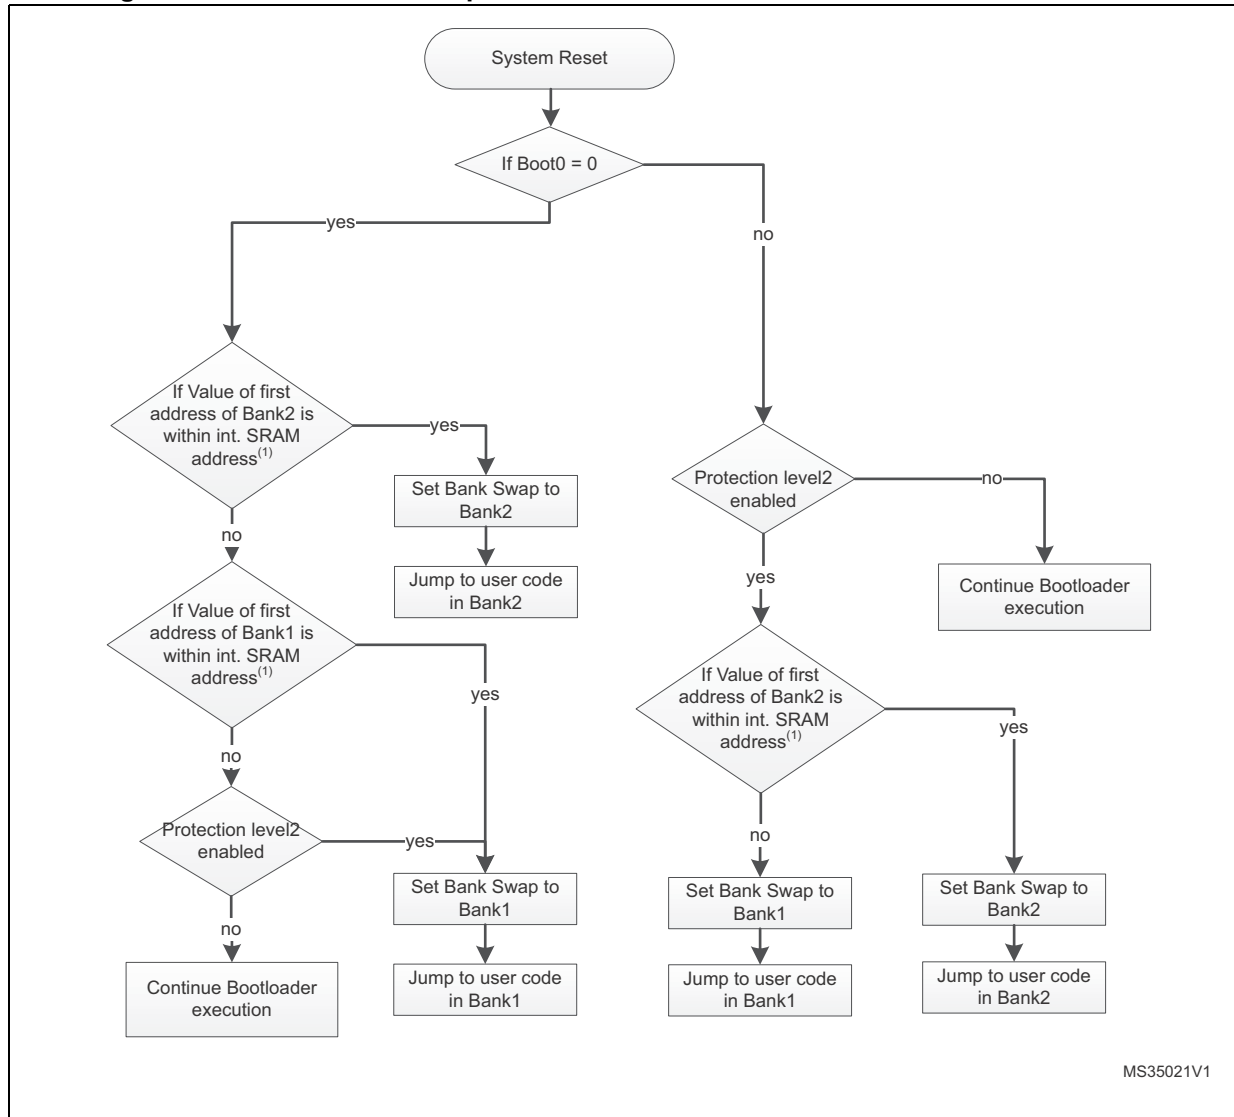 System Reset
If Boot0 = 0
yes
no
If Value of first
address of Bank2 is
within int. SRAM
address(1)
yes
Set Bank Swap to
Bank2
Jump to user code
in Bank2
no
If Value of first
address of Bank1 is
within int. SRAM
address(1)
yes
no
Protection level2
enabled
yes
no
Continue Bootloader
execution
Set Bank Swap to
Bank1
Jump to user code
in Bank1
Protection level2
enabled
no
Continue Bootloader
execution
yes
If Value of first
address of Bank2 is
within int. SRAM
address(1)
yes
no
Set Bank Swap to
Bank1
Jump to user code
in Bank1
Set Bank Swap to
Bank2
Jump to user code
in Bank2
MS35021V1